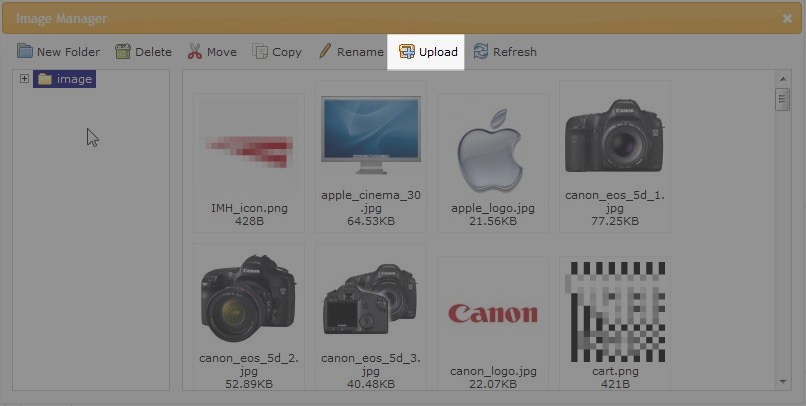 Image Manager
New Folder Delete Move Copy Rename Upload Refresh
image
IMH_icon.png
428B
apple_cinema_30
.jpg
64.53KB
apple_logo.jpg
21.56KB
canon_eos_5d_1.
jpg
77.25KB
canon_eos_5d_2.
jpg
52.89KB
canon_eos_5d_3.
jpg
40.48KB
Canon
canon_logo.jpg
22.07KB
cart.png
421B